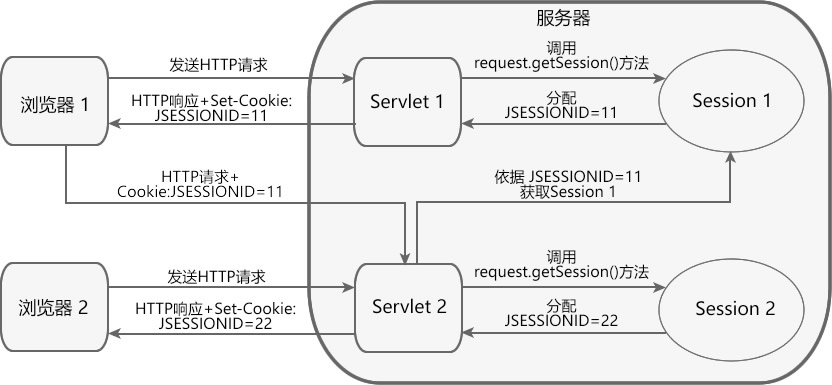 服务器
发送HTTP请求
调用
request.getSession()方法
浏览器 1
Servlet 1
Session 1
HTTP响应+Set-Cookie:
JSESSIONID=11
分配
JSESSIONID=11
HTTP请求+
Cookie:JSESSIONID=11
依据 JSESSIONID=11
获取Session 1
发送HTTP请求
调用
request.getSession()方法
浏览器 2
Servlet 2
Session 2
HTTP响应+Set-Cookie:
JSESSIONID=22
分配
JSESSIONID=22